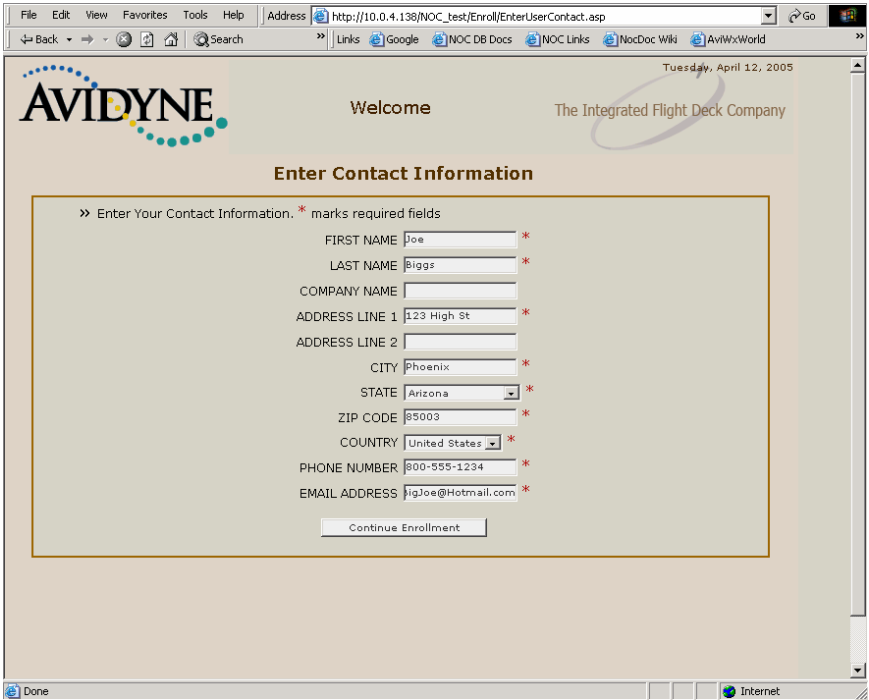 File Edit View Favorites Tools Help Address http://10.0.4.138/NOC_test/Enroll/EnterUserContact.asp Go
Back Search » Links Google NOC DB Docs NOC Links NocDoc Wiki AviWxWorld »
Tuesday, April 12, 2005
AVIDYNE Welcome The Integrated Flight Deck Company
Enter Contact Information
» Enter Your Contact Information. * marks required fields
FIRST NAME Joe *
LAST NAME Biggs *
COMPANY NAME
ADDRESS LINE 1 123 High St *
ADDRESS LINE 2
CITY Phoenix *
STATE Arizona *
ZIP CODE 85003 *
COUNTRY United States *
PHONE NUMBER 800-555-1234 *
EMAIL ADDRESS BigJoe@Hotmail.com *
Continue Enrollment
Done Internet